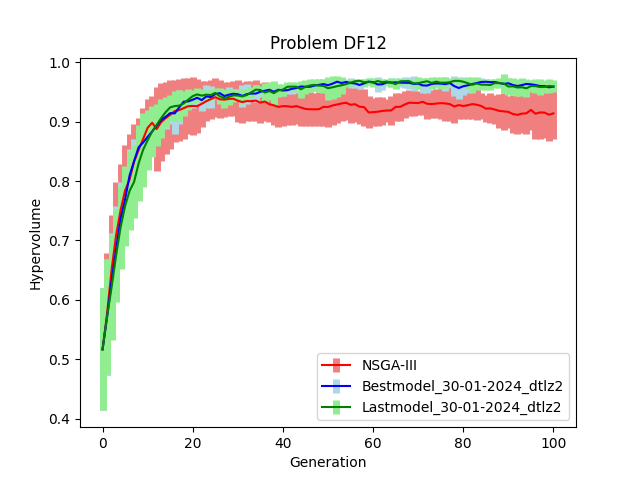 Problem DF12
Hypervolume
1.0
0.9
0.8
0.7
0.6
0.5
0.4
0
20
40
60
80
100
Generation
NSGA-III
Bestmodel_30-01-2024_dtlz2
Lastmodel_30-01-2024_dtlz2